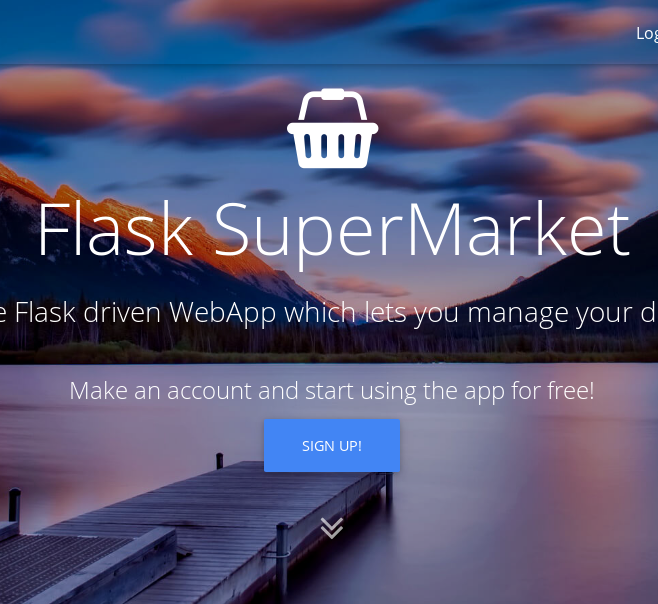 Flask SuperMarket
Flask driven WebApp which lets you manage your
Make an account and start using the app for free!
SIGN UP!